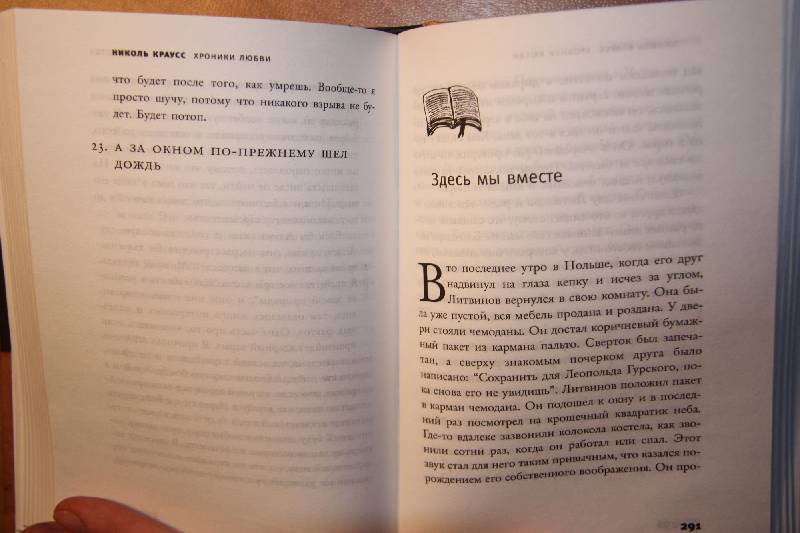 НИКОЛЬ КРАУСС ХРОНИКИ ЛЮБВИ
что будет после того, как умрешь. Вообще-то я
просто шучу, потому что никакого взрыва не бу-
дет. Будет потоп.
23. А ЗА ОКНОМ ПО-ПРЕЖНЕМУ ШЕЛ
ДОЖДЬ
Здесь мы вместе
В то последнее утро в Польше, когда его друг
надвинул на глаза кепку и исчез за углом,
Литвинов вернулся в свою комнату. Она бы-
ла уже пустой, вся мебель продана и роздана. У две-
ри стояли чемоданы. Он достал коричневый бумаж-
ный пакет из кармана пальто. Сверток был запеча-
тан, а сверху знакомым почерком друга было
написано: “Сохранить для Леопольда Гурского, по-
ка снова его не увидишь”. Литвинов положил пакет
в карман чемодана. Он подошел к окну и в послед-
ний раз посмотрел на крошечный квадратик неба.
Где-то вдалеке зазвонили колокола костела, как зво-
нили сотни раз, когда он работал или спал. Этот
звук стал для него таким привычным, что казался по-
рождением его собственного воображения. Он про-
291